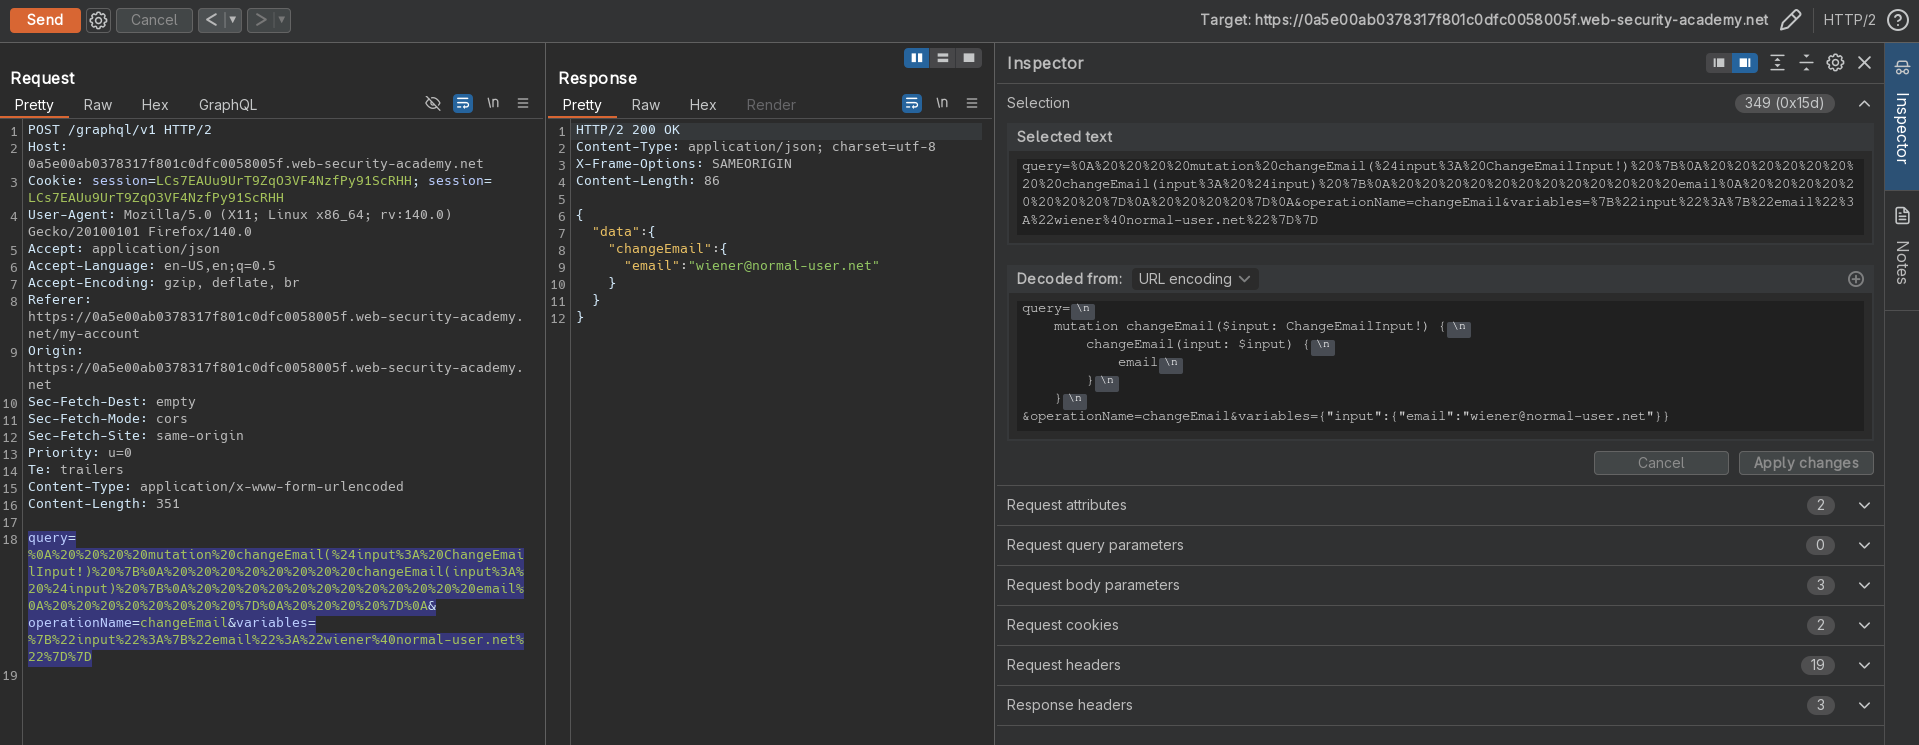 Send
Cancel
Target: https://0a5e00ab0378317f801c0dfc0058005f.web-security-academy.net
HTTP/2
Request
Pretty Raw Hex GraphQL
\n
1 POST /graphql/v1 HTTP/2
2 Host:
0a5e00ab0378317f801c0dfc0058005f.web-security-academy.net
3 Cookie: session=LCs7EAUu9UrT9ZqO3VF4NzfPy91ScRHH; session=
LCs7EAUu9UrT9ZqO3VF4NzfPy91ScRHH
4 User-Agent: Mozilla/5.0 (X11; Linux x86_64; rv:140.0)
Gecko/20100101 Firefox/140.0
5 Accept: application/json
6 Accept-Language: en-US,en;q=0.5
7 Accept-Encoding: gzip, deflate, br
8 Referer:
https://0a5e00ab0378317f801c0dfc0058005f.web-security-academy.
net/my-account
9 Origin:
https://0a5e00ab0378317f801c0dfc0058005f.web-security-academy.
net
10 Sec-Fetch-Dest: empty
11 Sec-Fetch-Mode: cors
12 Sec-Fetch-Site: same-origin
13 Priority: u=0
14 Te: trailers
15 Content-Type: application/x-www-form-urlencoded
16 Content-Length: 351
17
18 query=
%0A%20%20%20%20mutation%20changeEmail(%24input%3A%20ChangeEmai
lInput!)%20%7B%0A%20%20%20%20%20%20%20%20changeEmail(input%3A%
20%24input)%20%7B%0A%20%20%20%20%20%20%20%20%20%20%20%20email%
0A%20%20%20%20%20%20%20%20%7D%0A%20%20%20%20%7D%0A&
operationName=changeEmail&variables=
%7B%22input%22%3A%7B%22email%22%3A%22wiener%40normal-user.net%
22%7D%7D
19
Response
Pretty Raw Hex Render
\n
1 HTTP/2 200 OK
2 Content-Type: application/json; charset=utf-8
3 X-Frame-Options: SAMEORIGIN
4 Content-Length: 86
5
6 {
7 "data":{
8 "changeEmail":{
9 "email":"wiener@normal-user.net"
10 }
11 }
12 }
Inspector
Selection 349 (0x15d)
Selected text
query=%0A%20%20%20%20mutation%20changeEmail(%24input%3A%20ChangeEmailInput!)%20%7B%0A%20%20%20%20%20%20%
20%20changeEmail(input%3A%20%24input)%20%7B%0A%20%20%20%20%20%20%20%20%20%20%20%20email%0A%20%20%20%20%2
0%20%20%20%7D%0A%20%20%20%20%7D%0A&operationName=changeEmail&variables=%7B%22input%22%3A%7B%22email%22%3
A%22wiener%40normal-user.net%22%7D%7D
Decoded from: URL encoding
query=\n
mutation changeEmail($input: ChangeEmailInput!) {\n
changeEmail(input: $input) {\n
email\n
}\n
}\n
&operationName=changeEmail&variables={"input":{"email":"wiener@normal-user.net"}}
Cancel
Apply changes
Request attributes 2
Request query parameters 0
Request body parameters 3
Request cookies 2
Request headers 19
Response headers 3
Inspector
Notes